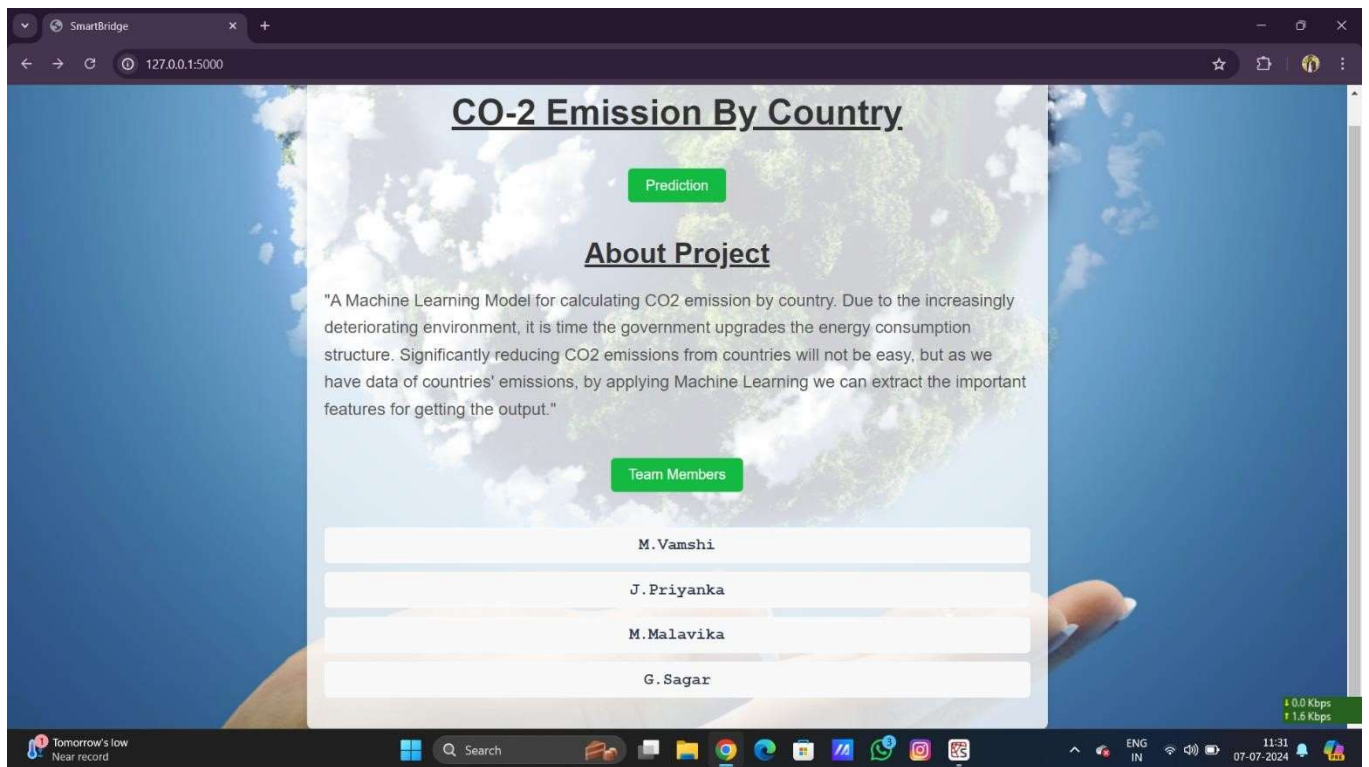 SmartBridge
127.0.0.1:5000
CO-2 Emission By Country
Prediction
About Project
"A Machine Learning Model for calculating CO2 emission by country. Due to the increasingly
deteriorating environment, it is time the government upgrades the energy consumption
structure. Significantly reducing CO2 emissions from countries will not be easy, but as we
have data of countries' emissions, by applying Machine Learning we can extract the important
features for getting the output."
Team Members
M.Vamshi
J.Priyanka
M.Malavika
G.Sagar
0.0 Kbps
1.6 Kbps
1
Tomorrow's low
Near record
Search
3
ENG
IN
11:31
07-07-2024
PRE